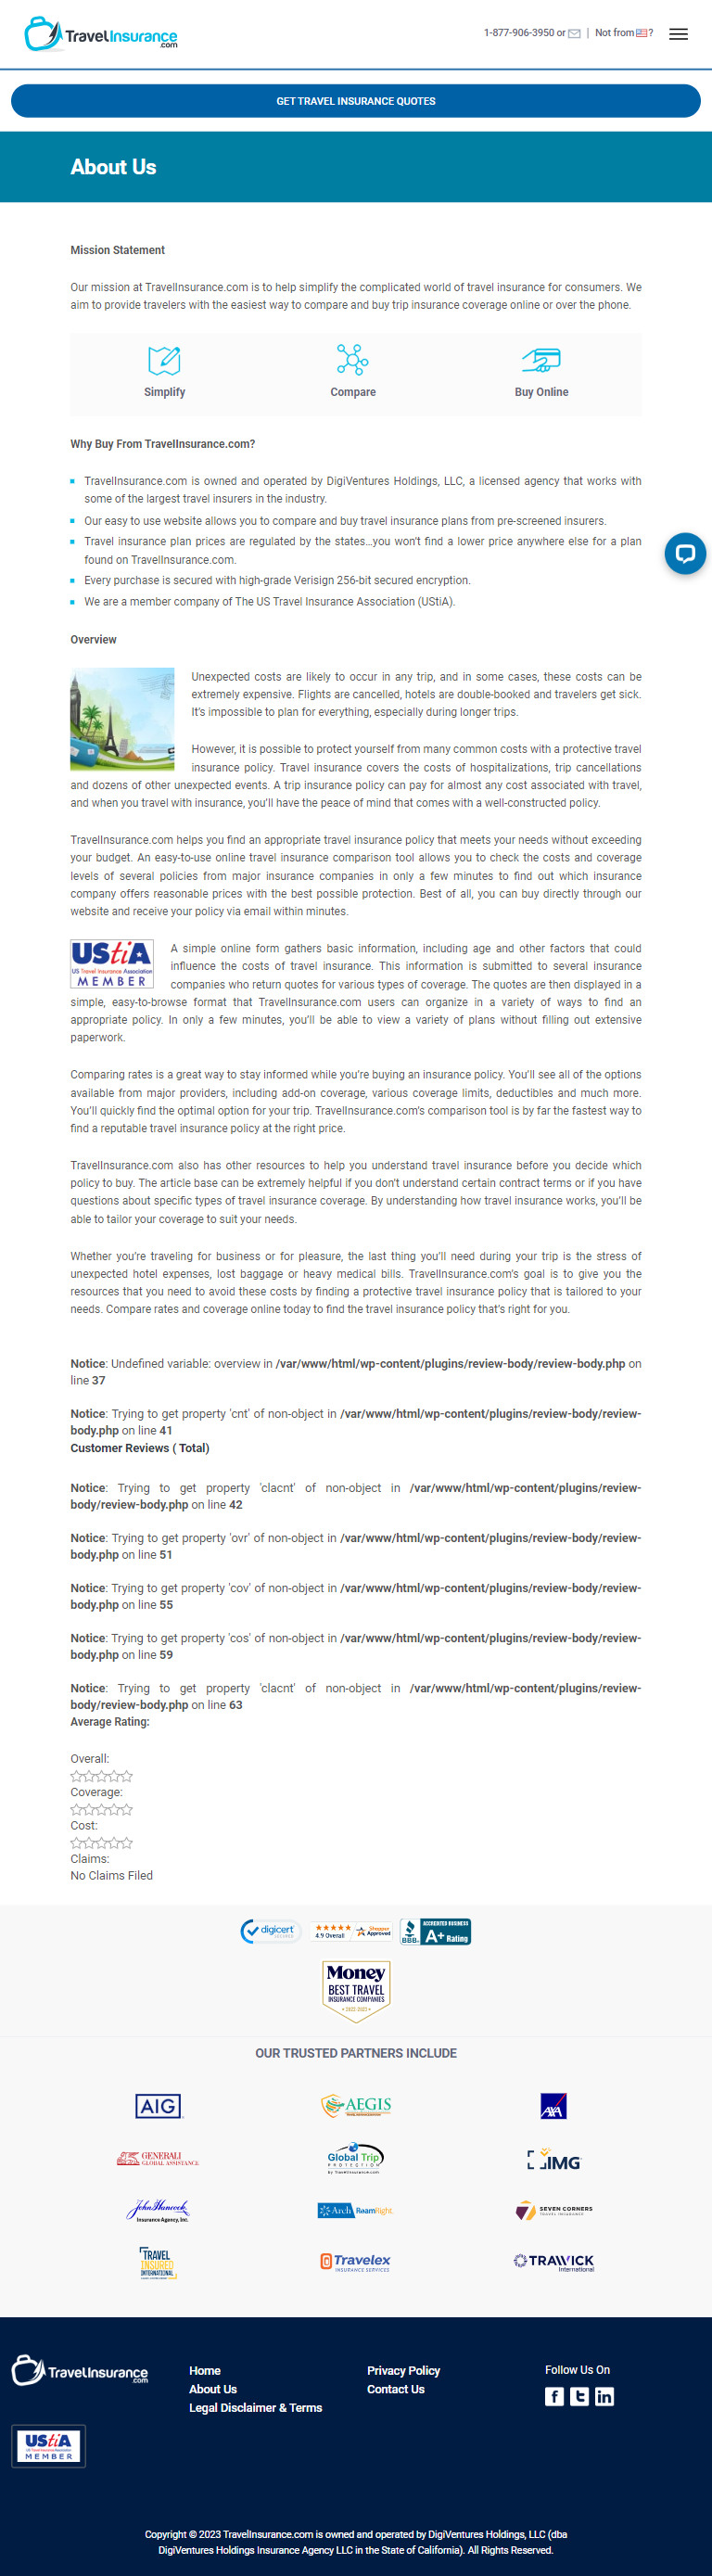 TravelInsurance
.com
1-877-906-3950 or | Not from ?
GET TRAVEL INSURANCE QUOTES
About Us
Mission Statement
Our mission at TravelInsurance.com is to help simplify the complicated world of travel insurance for consumers. We
aim to provide travelers with the easiest way to compare and buy trip insurance coverage online or over the phone.
Simplify
Compare
Buy Online
Why Buy From TravelInsurance.com?
TravelInsurance.com is owned and operated by DigiVentures Holdings, LLC, a licensed agency that works with
some of the largest travel insurers in the industry.
Our easy to use website allows you to compare and buy travel insurance plans from pre-screened insurers.
Travel insurance plan prices are regulated by the states...you won't find a lower price anywhere else for a plan
found on TravelInsurance.com.
Every purchase is secured with high-grade Verisign 256-bit secured encryption.
We are a member company of The US Travel Insurance Association (UStiA).
Overview
Unexpected costs are likely to occur in any trip, and in some cases, these costs can be
extremely expensive. Flights are cancelled, hotels are double-booked and travelers get sick.
It's impossible to plan for everything, especially during longer trips.
However, it is possible to protect yourself from many common costs with a protective travel
insurance policy. Travel insurance covers the costs of hospitalizations, trip cancellations
and dozens of other unexpected events. A trip insurance policy can pay for almost any cost associated with travel,
and when you travel with insurance, you'll have the peace of mind that comes with a well-constructed policy.
TravelInsurance.com helps you find an appropriate travel insurance policy that meets your needs without exceeding
your budget. An easy-to-use online travel insurance comparison tool allows you to check the costs and coverage
levels of several policies from major insurance companies in only a few minutes to find out which insurance
company offers reasonable prices with the best possible protection. Best of all, you can buy directly through our
website and receive your policy via email within minutes.
UStiA
US Travel Insurance Association
MEMBER
A simple online form gathers basic information, including age and other factors that could
influence the costs of travel insurance. This information is submitted to several insurance
companies who return quotes for various types of coverage. The quotes are then displayed in a
simple, easy-to-browse format that TravelInsurance.com users can organize in a variety of ways to find an
appropriate policy. In only a few minutes, you'll be able to view a variety of plans without filling out extensive
paperwork.
Comparing rates is a great way to stay informed while you're buying an insurance policy. You'll see all of the options
available from major providers, including add-on coverage, various coverage limits, deductibles and much more.
You'll quickly find the optimal option for your trip. TravelInsurance.com's comparison tool is by far the fastest way to
find a reputable travel insurance policy at the right price.
TravelInsurance.com also has other resources to help you understand travel insurance before you decide which
policy to buy. The article base can be extremely helpful if you don't understand certain contract terms or if you have
questions about specific types of travel insurance coverage. By understanding how travel insurance works, you'll be
able to tailor your coverage to suit your needs.
Whether you're traveling for business or for pleasure, the last thing you'll need during your trip is the stress of
unexpected hotel expenses, lost baggage or heavy medical bills. TravelInsurance.com's goal is to give you the
resources that you need to avoid these costs by finding a protective travel insurance policy that is tailored to your
needs. Compare rates and coverage online today to find the travel insurance policy that's right for you.
Notice: Undefined variable: overview in /var/www/html/wp-content/plugins/review-body/review-body.php on
line 37
Notice: Trying to get property 'cnt' of non-object in /var/www/html/wp-content/plugins/review-body/review-
body.php on line 41
Customer Reviews ( Total)
Notice: Trying to get property 'clacnt' of non-object in /var/www/html/wp-content/plugins/review-
body/review-body.php on line 42
Notice: Trying to get property 'ovr' of non-object in /var/www/html/wp-content/plugins/review-body/review-
body.php on line 51
Notice: Trying to get property 'cov' of non-object in /var/www/html/wp-content/plugins/review-body/review-
body.php on line 55
Notice: Trying to get property 'cos' of non-object in /var/www/html/wp-content/plugins/review-body/review-
body.php on line 59
Notice: Trying to get property 'clacnt' of non-object in /var/www/html/wp-content/plugins/review-
body/review-body.php on line 63
Average Rating:
Overall:
Coverage:
Cost:
Claims:
No Claims Filed
digicert
4.9 Overall
Shopper Approved
BBB
ACCREDITED BUSINESS
A+ Rating
Money
BEST TRAVEL
INSURANCE COMPANIES
OUR TRUSTED PARTNERS INCLUDE
AIG
AEGIS
AXA
GENERALI
GLOBAL ASSISTANCE
Global Trip
PROTECTION
by TravelInsurance.com
IMG
John Hancock
Insurance Agency, Inc.
Arch RoamRight
SEVEN CORNERS
TRAVEL INSURANCE
TRAVEL
INSURED
INTERNATIONAL
Travelex
INSURANCE SERVICES
TRAWICK
International
TravelInsurance
.com
UStiA
MEMBER
Home
About Us
Legal Disclaimer & Terms
Privacy Policy
Contact Us
Follow Us On
Copyright © 2023 TravelInsurance.com is owned and operated by DigiVentures Holdings, LLC (dba
DigiVentures Holdings Insurance Agency LLC in the State of California). All Rights Reserved.